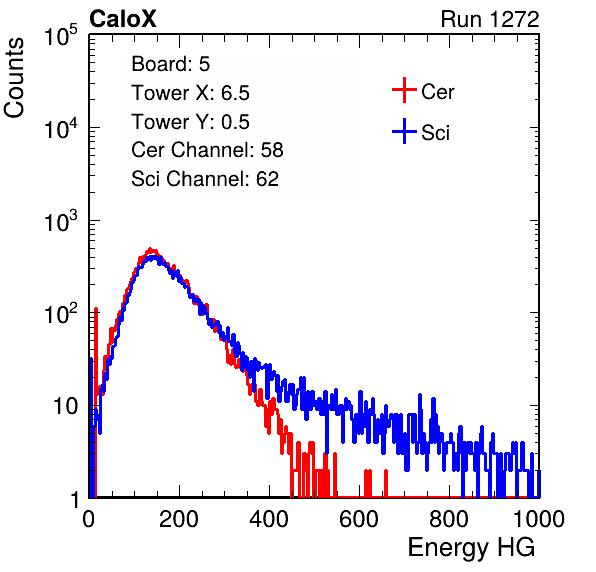 CaloX Run 1272
Counts
10^5
10^4
10^3
10^2
10
1
Board: 5
Tower X: 6.5
Tower Y: 0.5
Cer Channel: 58
Sci Channel: 62
Cer
Sci
0 200 400 600 800 1000
Energy HG